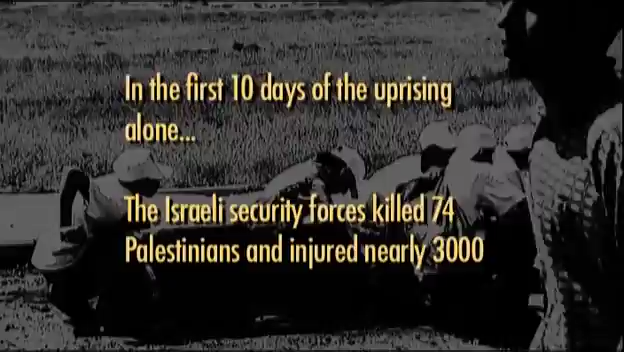 In the first 10 days of the uprising
alone...
The Israeli security forces killed 74
Palestinians and injured nearly 3000